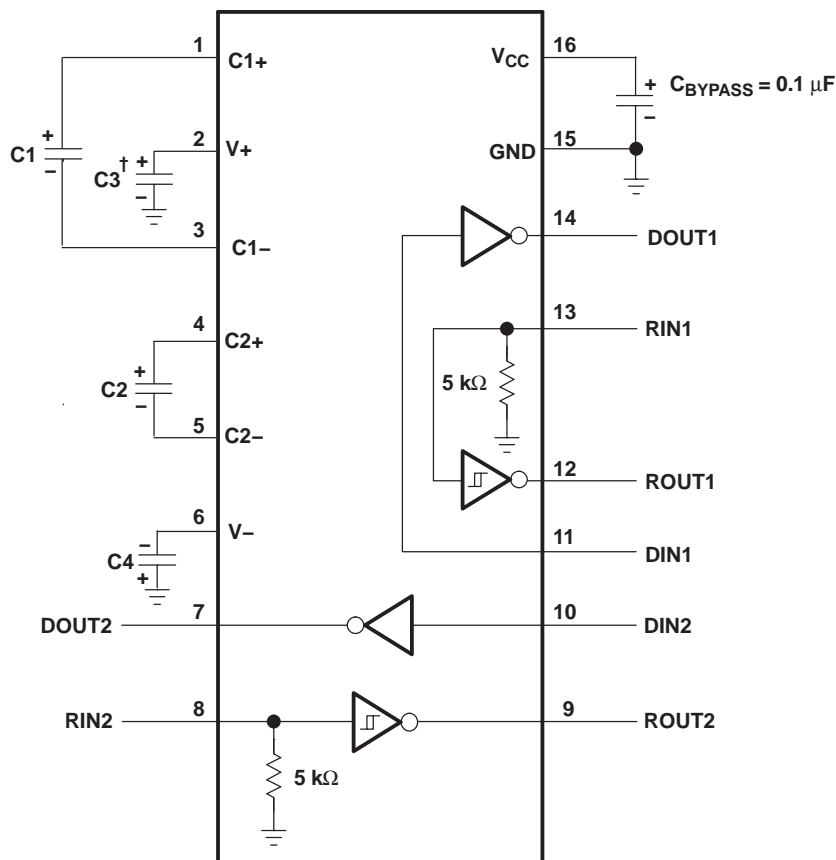 1 C1+ VCC 16
+ CBYPASS = 0.1 μF
–
+ C1 –
2 V+
C3† + –
GND 15
3 C1–
14 DOUT1
4 C2+
13 RIN1
+ C2 –
5 kΩ
5 C2–
12 ROUT1
6 V–
– C4 +
11 DIN1
DOUT2 7
10 DIN2
RIN2 8
9 ROUT2
5 kΩ